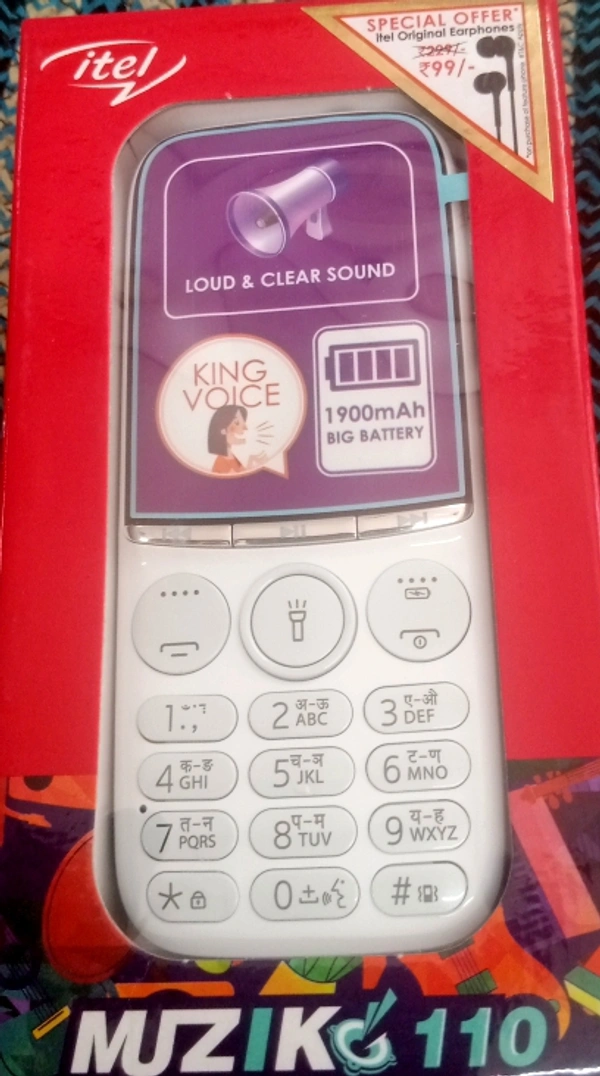 itel
SPECIAL OFFER*
Itel Original Earphones
₹299/-
₹99/-
LOUD & CLEAR SOUND
KING
VOICE
1900mAh
BIG BATTERY
1 . ,
2 अ-ऊ ABC
3 ए-औ DEF
4 क-ङ GHI
5 च-ञ JKL
6 ट-ण MNO
7 त-न PQRS
8 प-म TUV
9 य-ह WXYZ
*
0 +
#
MUZIK 110